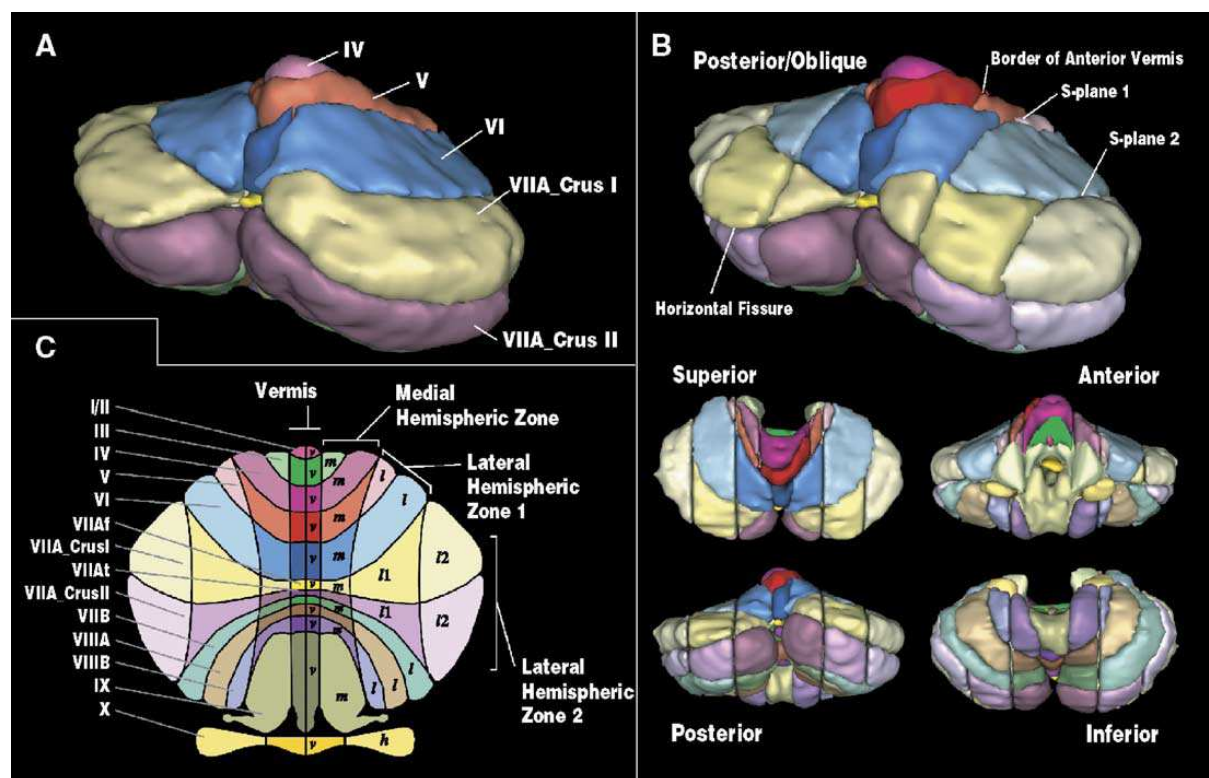 A
IV
V
VI
VIIA_Crus I
VIIA_Crus II
B
Posterior/Oblique
Border of Anterior Vermis
S-plane 1
S-plane 2
Horizontal Fissure
Superior
Anterior
Posterior
Inferior
C
Vermis
Medial
Hemispheric Zone
Lateral
Hemispheric
Zone 1
Lateral
Hemispheric
Zone 2
I/II
III
IV
V
VI
VIIAf
VIIA_CrusI
VIIAt
VIIA_CrusII
VIIB
VIIIA
VIIIB
IX
X
v
v
m
v
m
l
v
m
l
v
m
v
m
l1
l2
m
l1
l2
v
v
m
l
v
m
l
l
v
h